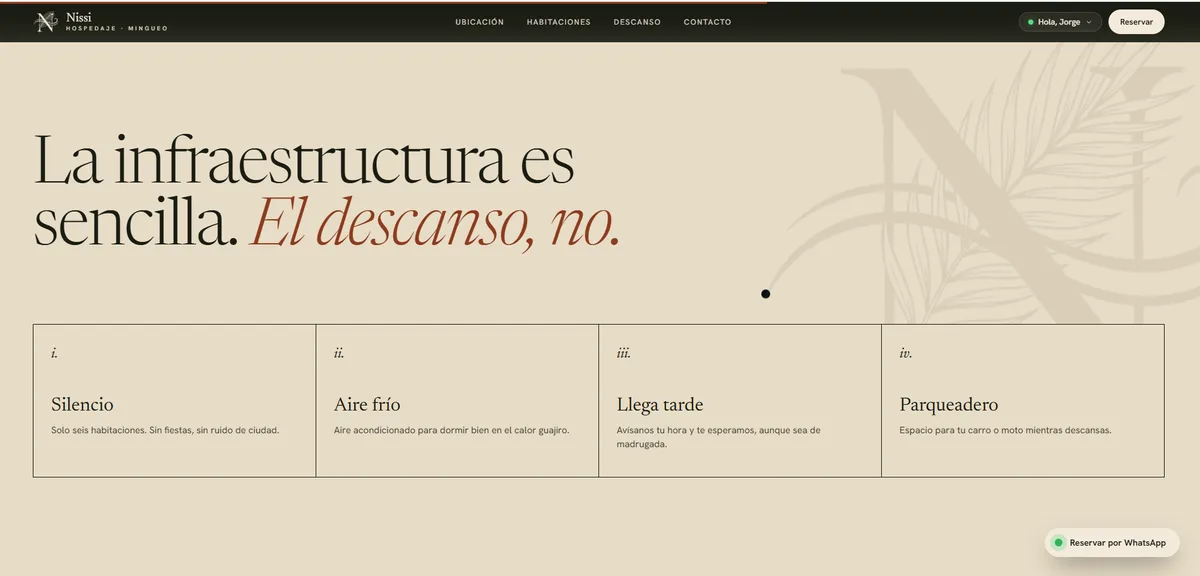 Nissi
HOSPEDAJE · MINGUEO
UBICACIÓN
HABITACIONES
DESCANSO
CONTACTO
Hola, Jorge
Reservar
La infraestructura es
sencilla. El descanso, no.
i.
Silencio
Solo seis habitaciones. Sin fiestas, sin ruido de ciudad.
ii.
Aire frío
Aire acondicionado para dormir bien en el calor guajiro.
iii.
Llega tarde
Avísanos tu hora y te esperamos, aunque sea de
madrugada.
iv.
Parqueadero
Espacio para tu carro o moto mientras descansas.
Reservar por WhatsApp